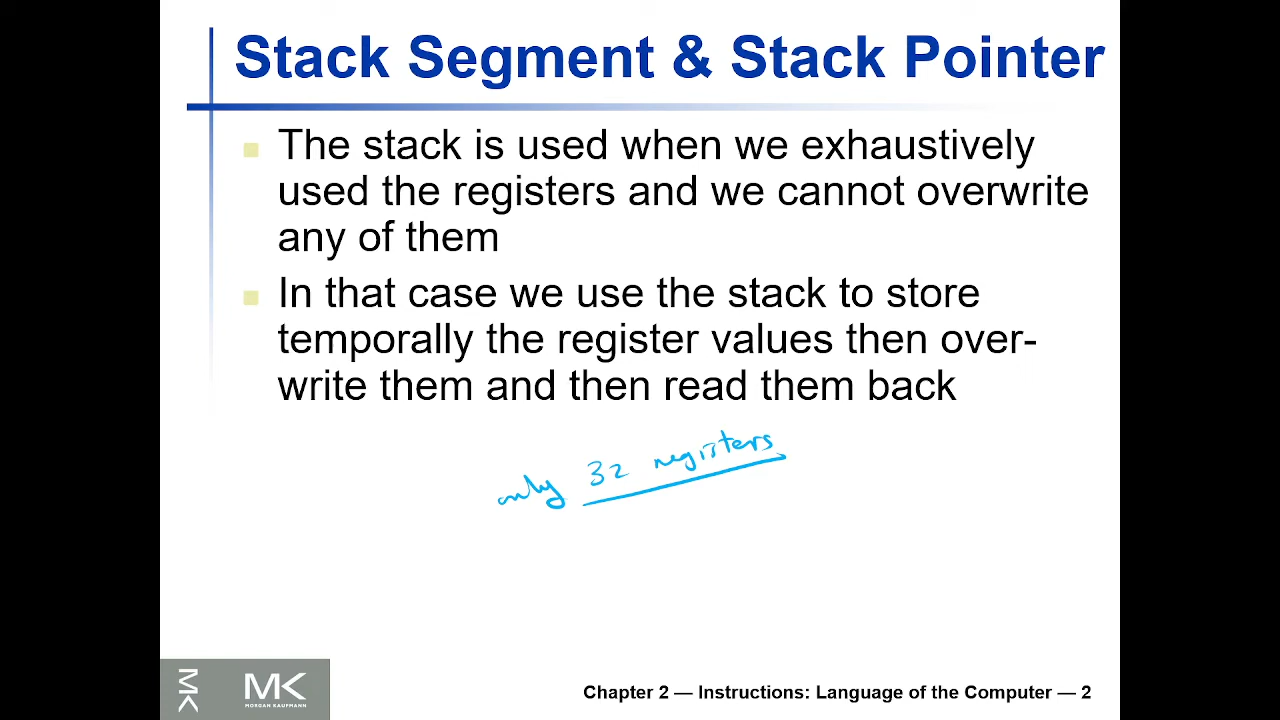 Stack Segment & Stack Pointer
The stack is used when we exhaustively
used the registers and we cannot overwrite
any of them
In that case we use the stack to store
temporally the register values then over-
write them and then read them back
only 32 registers
MK
MK
MORGAN KAUFMANN
Chapter 2 — Instructions: Language of the Computer — 2